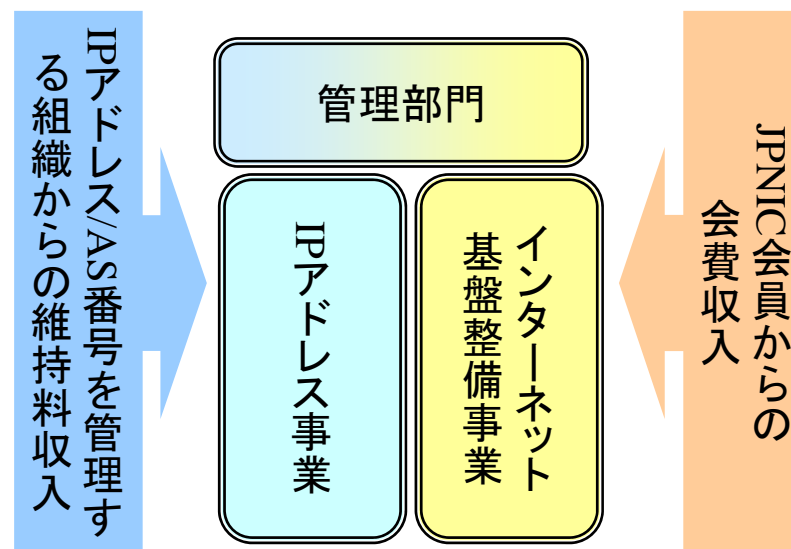 IPアドレス/AS番号を管理す
る組織からの維持料収入
管理部門
IPアドレス事業
インターネット
基盤整備事業
JPNIC会員からの
会費収入